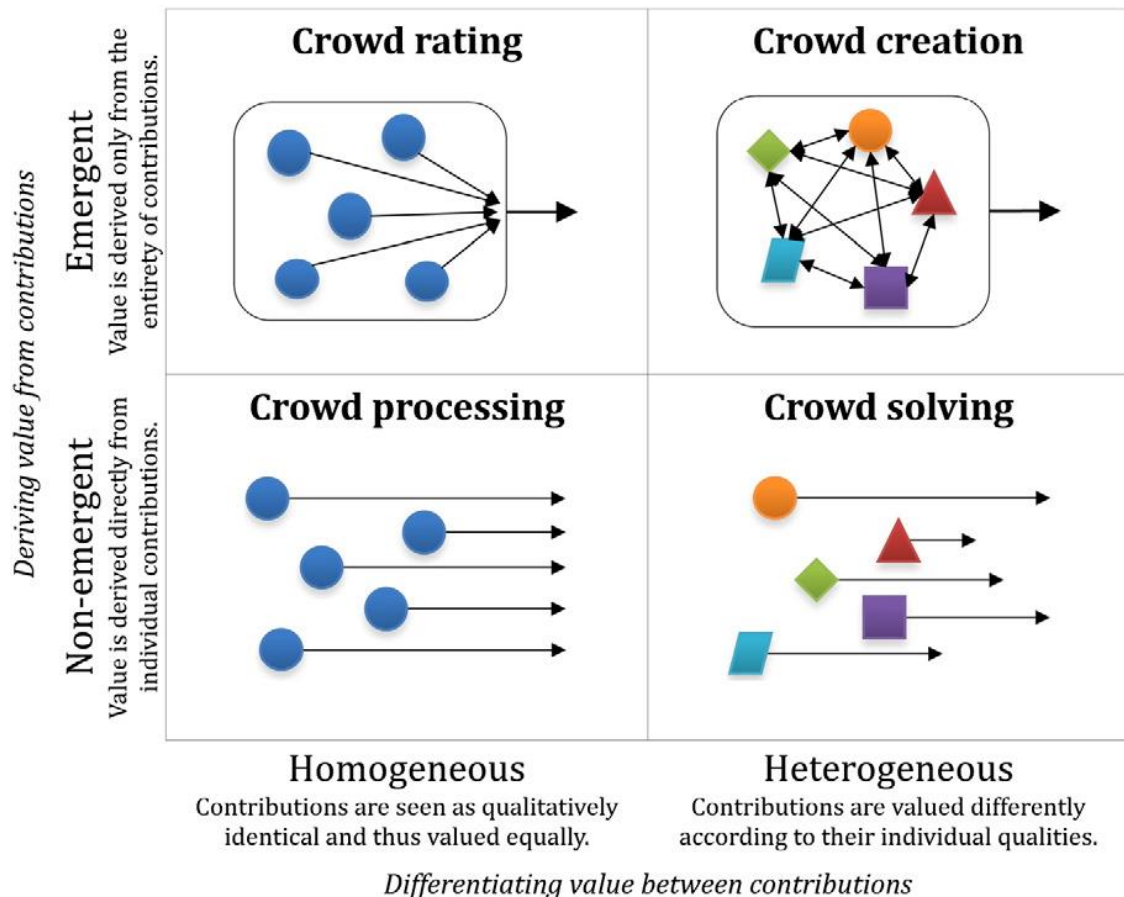 Crowd rating
Crowd creation
Deriving value from contributions
Emergent
Value is derived only from the
entirety of contributions.
Crowd processing
Crowd solving
Non-emergent
Value is derived directly from
individual contributions.
Homogeneous
Contributions are seen as qualitatively
identical and thus valued equally.
Heterogeneous
Contributions are valued differently
according to their individual qualities.
Differentiating value between contributions